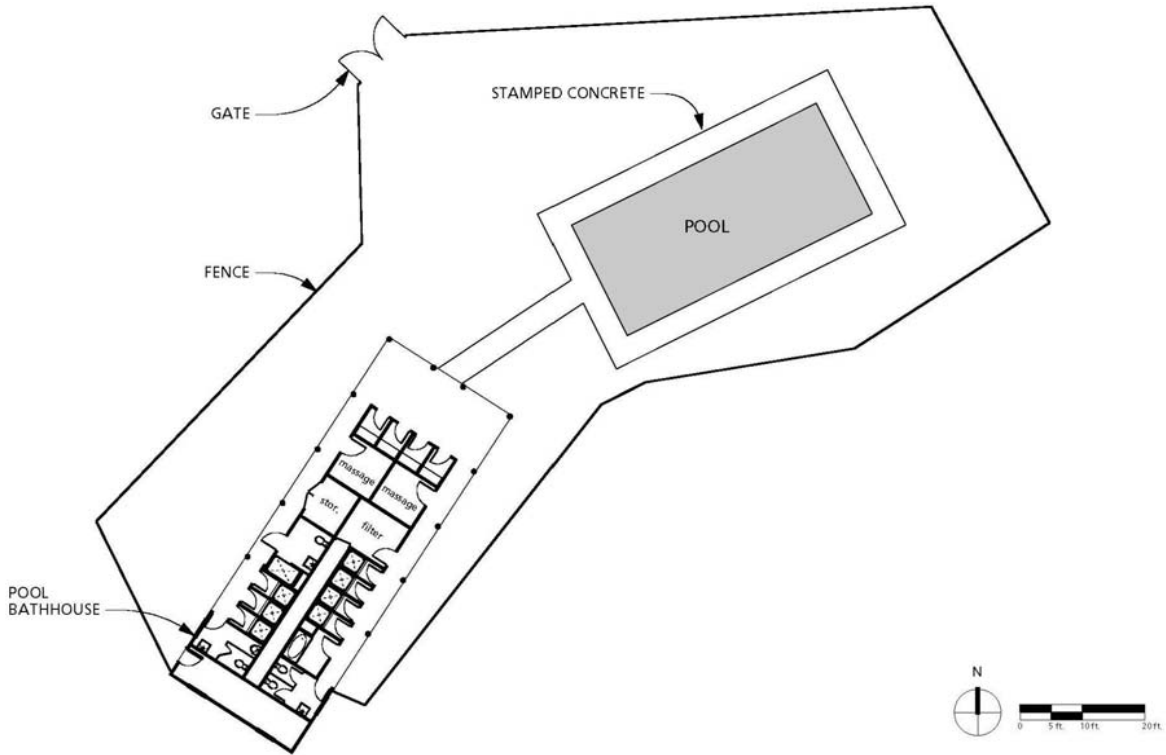 STAMPED CONCRETE
GATE
POOL
FENCE
massage
massage
stor.
filter
POOL
BATHHOUSE
N
0 5 ft. 10 ft. 20 ft.